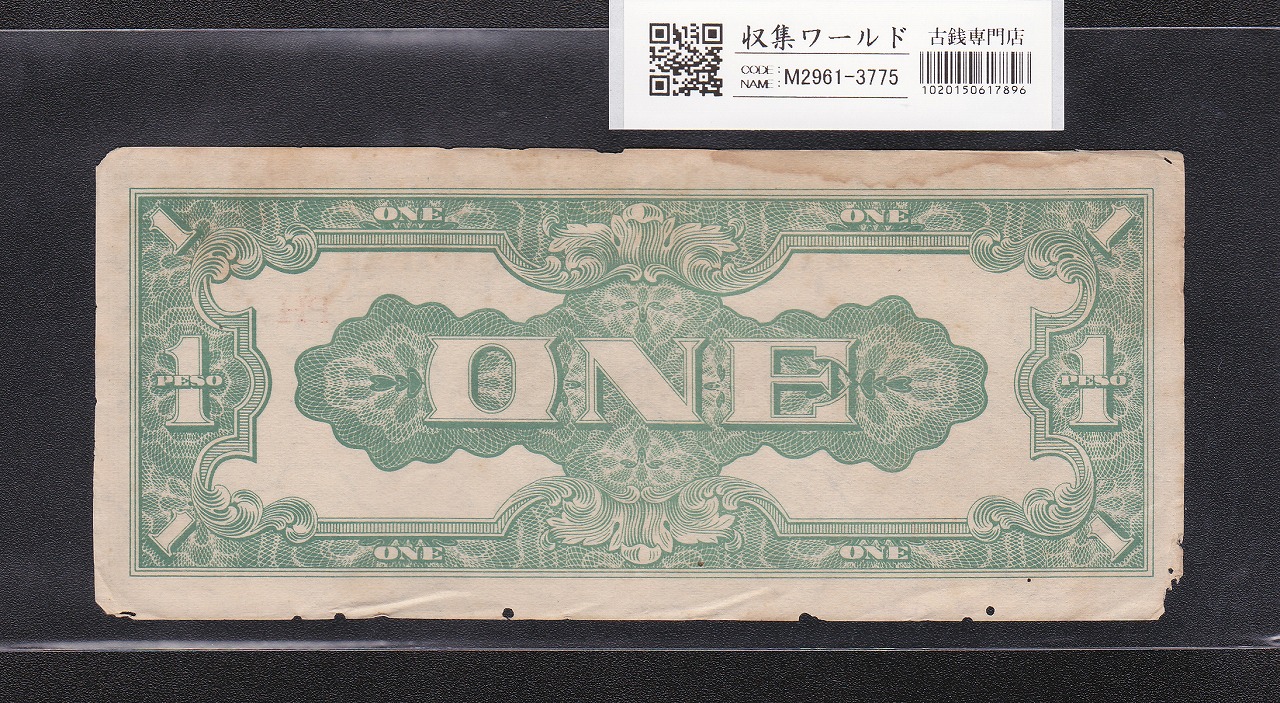 収集ワールド 古銭専門店
CODE:
NAME: M2961-3775
1020150617896
1 ONE ONE 1
1 PESO ONE 1 PESO
1 ONE ONE 1